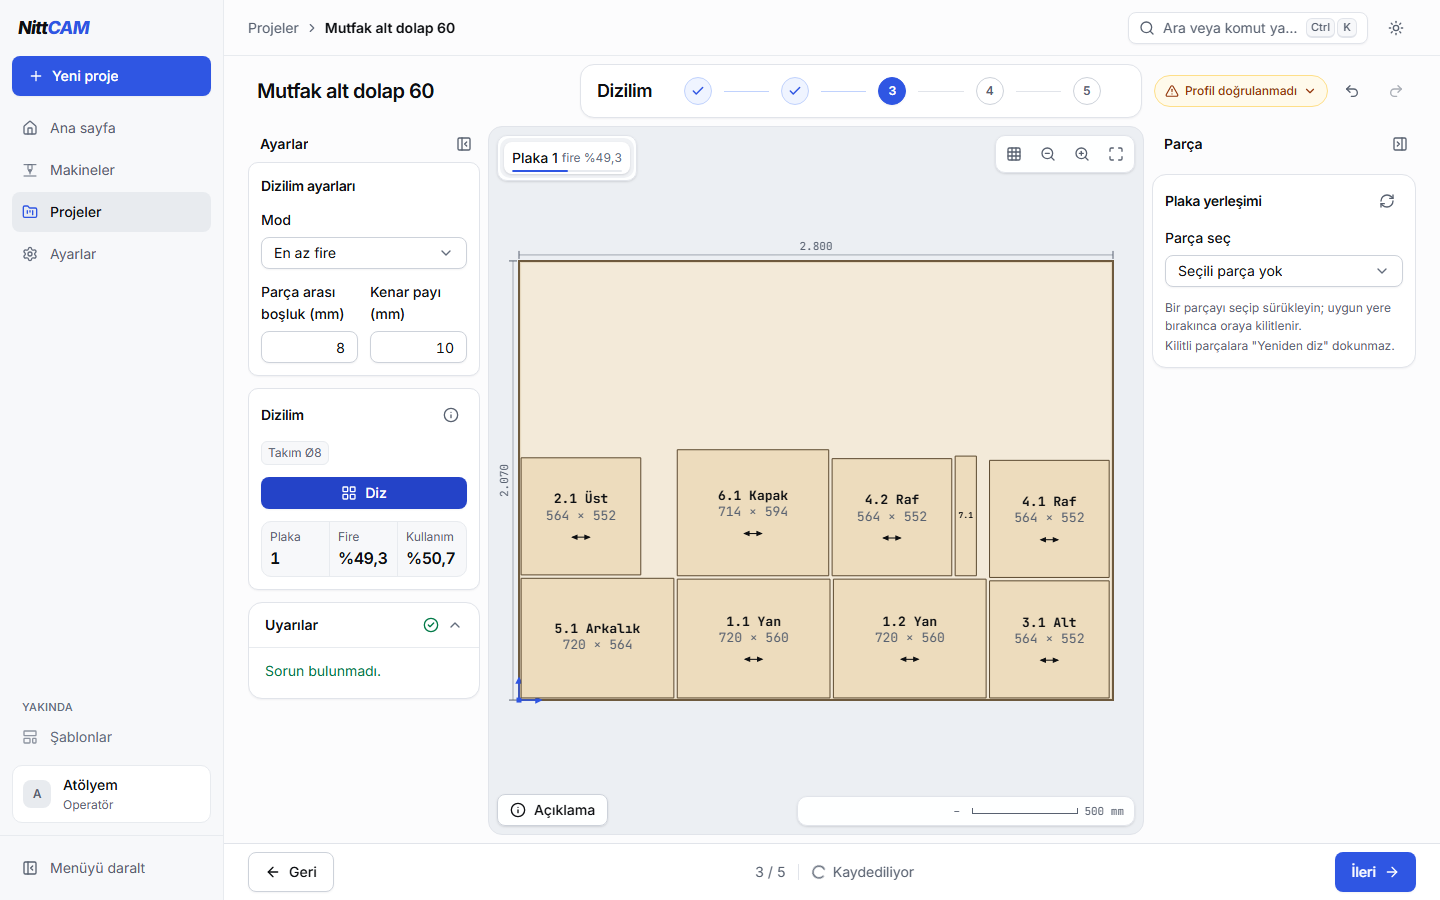 NittCAM
Yeni proje
Ana sayfa
Makineler
Projeler
Ayarlar
YAKINDA
Şablonlar
A
Atölyem
Operatör
Menüyü daralt
Projeler > Mutfak alt dolap 60
Ara veya komut ya... Ctrl K
Mutfak alt dolap 60
Dizilim 3 4 5
Profil doğrulanmadı
Ayarlar
Dizilim ayarları
Mod
En az fire
Parça arası boşluk (mm)
8
Kenar payı (mm)
10
Dizilim
Takım Ø8
Diz
Plaka
1
Fire
%49,3
Kullanım
%50,7
Uyarılar
Sorun bulunmadı.
Plaka 1 fire %49,3
2.800
2.070
2.1 Üst
564 × 552
6.1 Kapak
714 × 594
4.2 Raf
564 × 552
7.1
4.1 Raf
564 × 552
5.1 Arkalık
720 × 564
1.1 Yan
720 × 560
1.2 Yan
720 × 560
3.1 Alt
564 × 552
Açıklama
– 500 mm
Parça
Plaka yerleşimi
Parça seç
Seçili parça yok
Bir parçayı seçip sürükleyin; uygun yere
bırakınca oraya kilitlenir.
Kilitli parçalara "Yeniden diz" dokunmaz.
Geri
3 / 5
Kaydediliyor
İleri